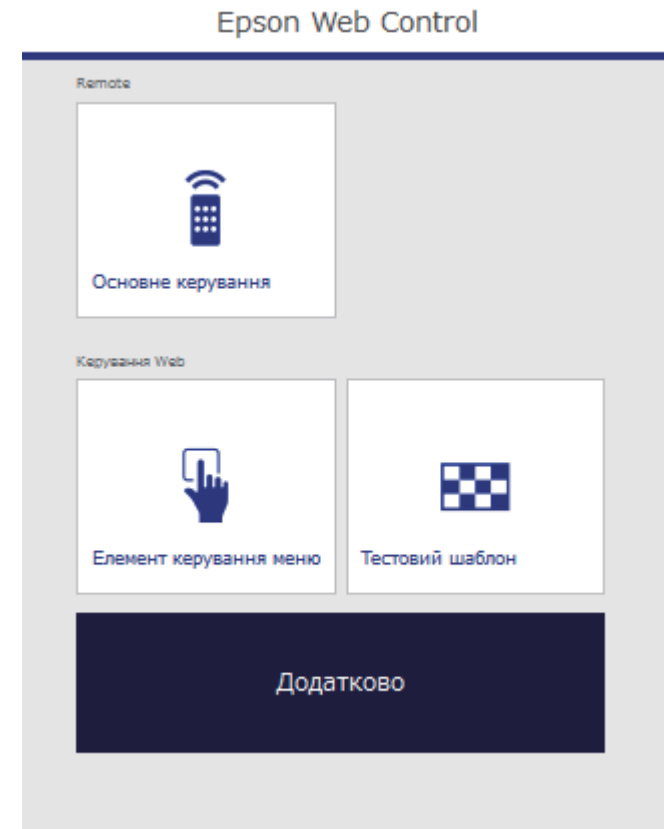 Epson Web Control
Remote
Основне керування
Керування Web
Елемент керування меню
Тестовий шаблон
Додатково